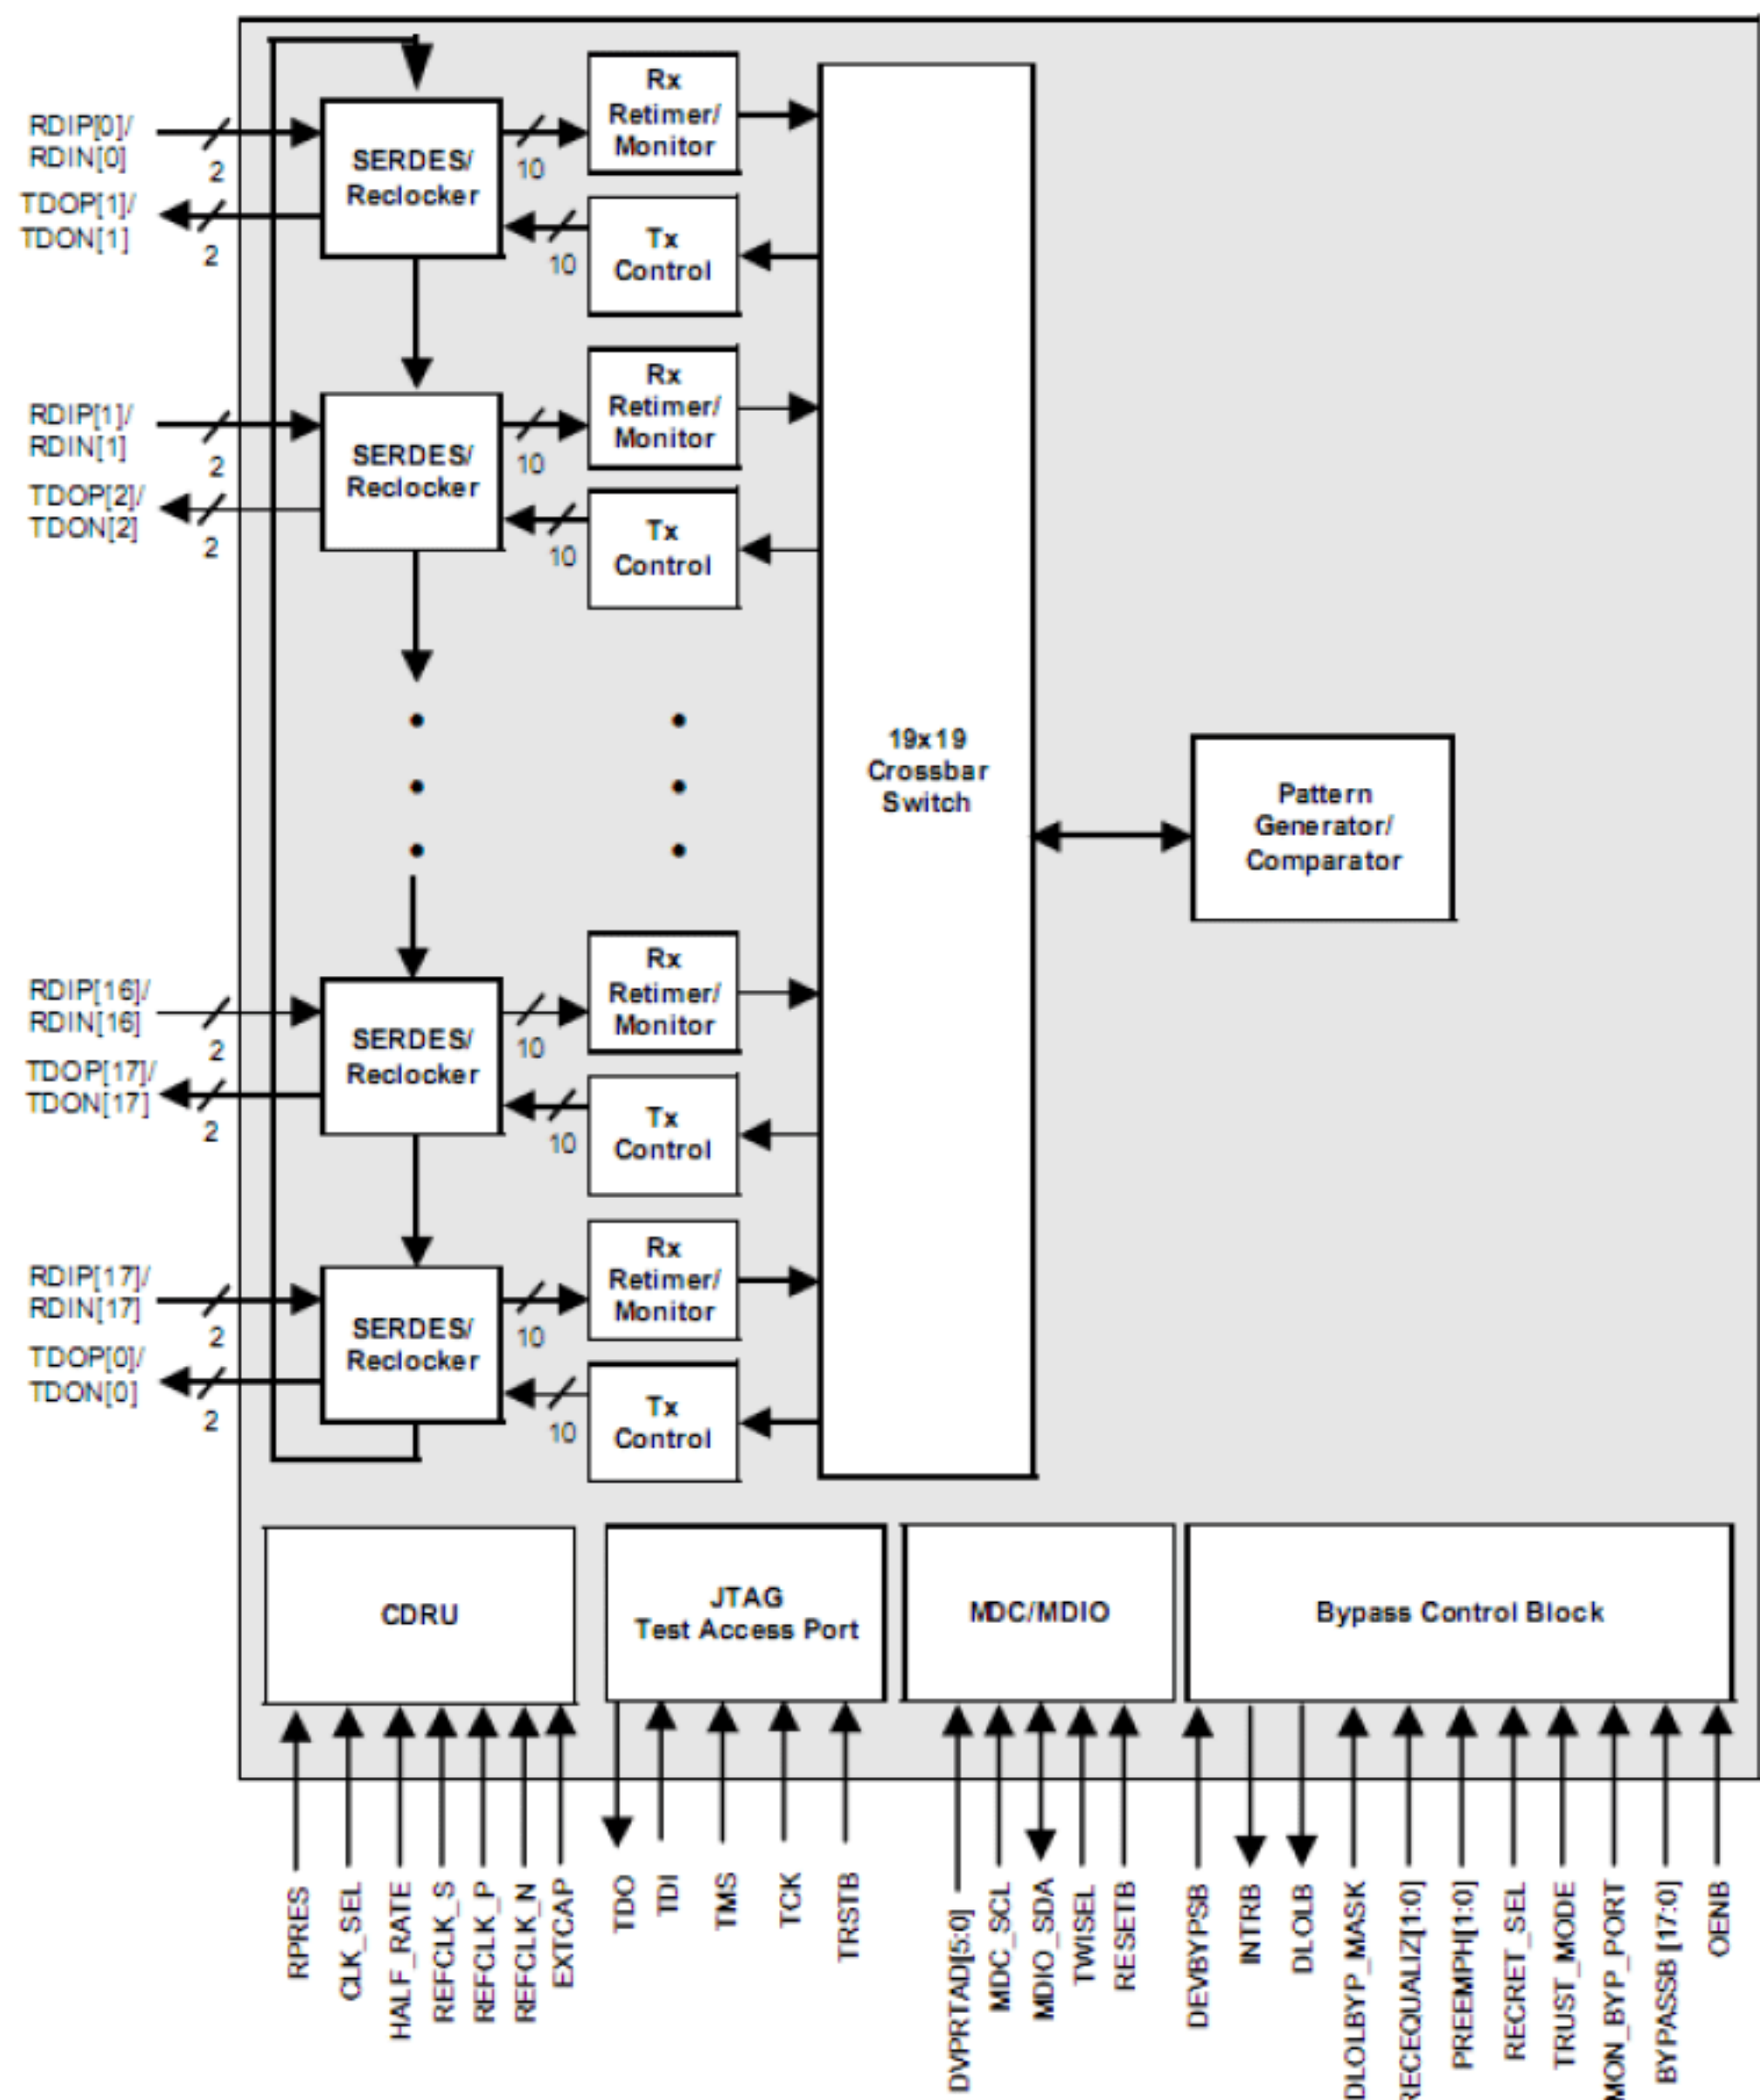 RDIP[0]/
RDIN[0]
2
TDOP[1]/
TDON[1]
2
SERDES/
Reclocker
10
Rx
Retimer/
Monitor
10
Tx
Control
RDIP[1]/
RDIN[1]
2
TDOP[2]/
TDON[2]
2
SERDES/
Reclocker
10
Rx
Retimer/
Monitor
10
Tx
Control
19x19
Crossbar
Switch
Pattern
Generator/
Comparator
RDIP[16]/
RDIN[16]
2
TDOP[17]/
TDON[17]
2
SERDES/
Reclocker
10
Rx
Retimer/
Monitor
10
Tx
Control
RDIP[17]/
RDIN[17]
2
TDOP[0]/
TDON[0]
2
SERDES/
Reclocker
10
Rx
Retimer/
Monitor
10
Tx
Control
CDRU
JTAG
Test Access Port
MDC/MDIO
Bypass Control Block
RPRES
CLK_SEL
HALF_RATE
REFCLK_S
REFCLK_P
REFCLK_N
EXTCAP
TDO
TDI
TMS
TCK
TRSTB
DVPRTAD[5:0]
MDC_SCL
MDIO_SDA
TWISEL
RESETB
DEVBYPSB
INTRB
DLOLB
DLOLBYP_MASK
RECEQUALIZ[1:0]
PREEMPH[1:0]
RECRET_SEL
TRUST_MODE
MON_BYP_PORT
BYPASSB [17:0]
OENB